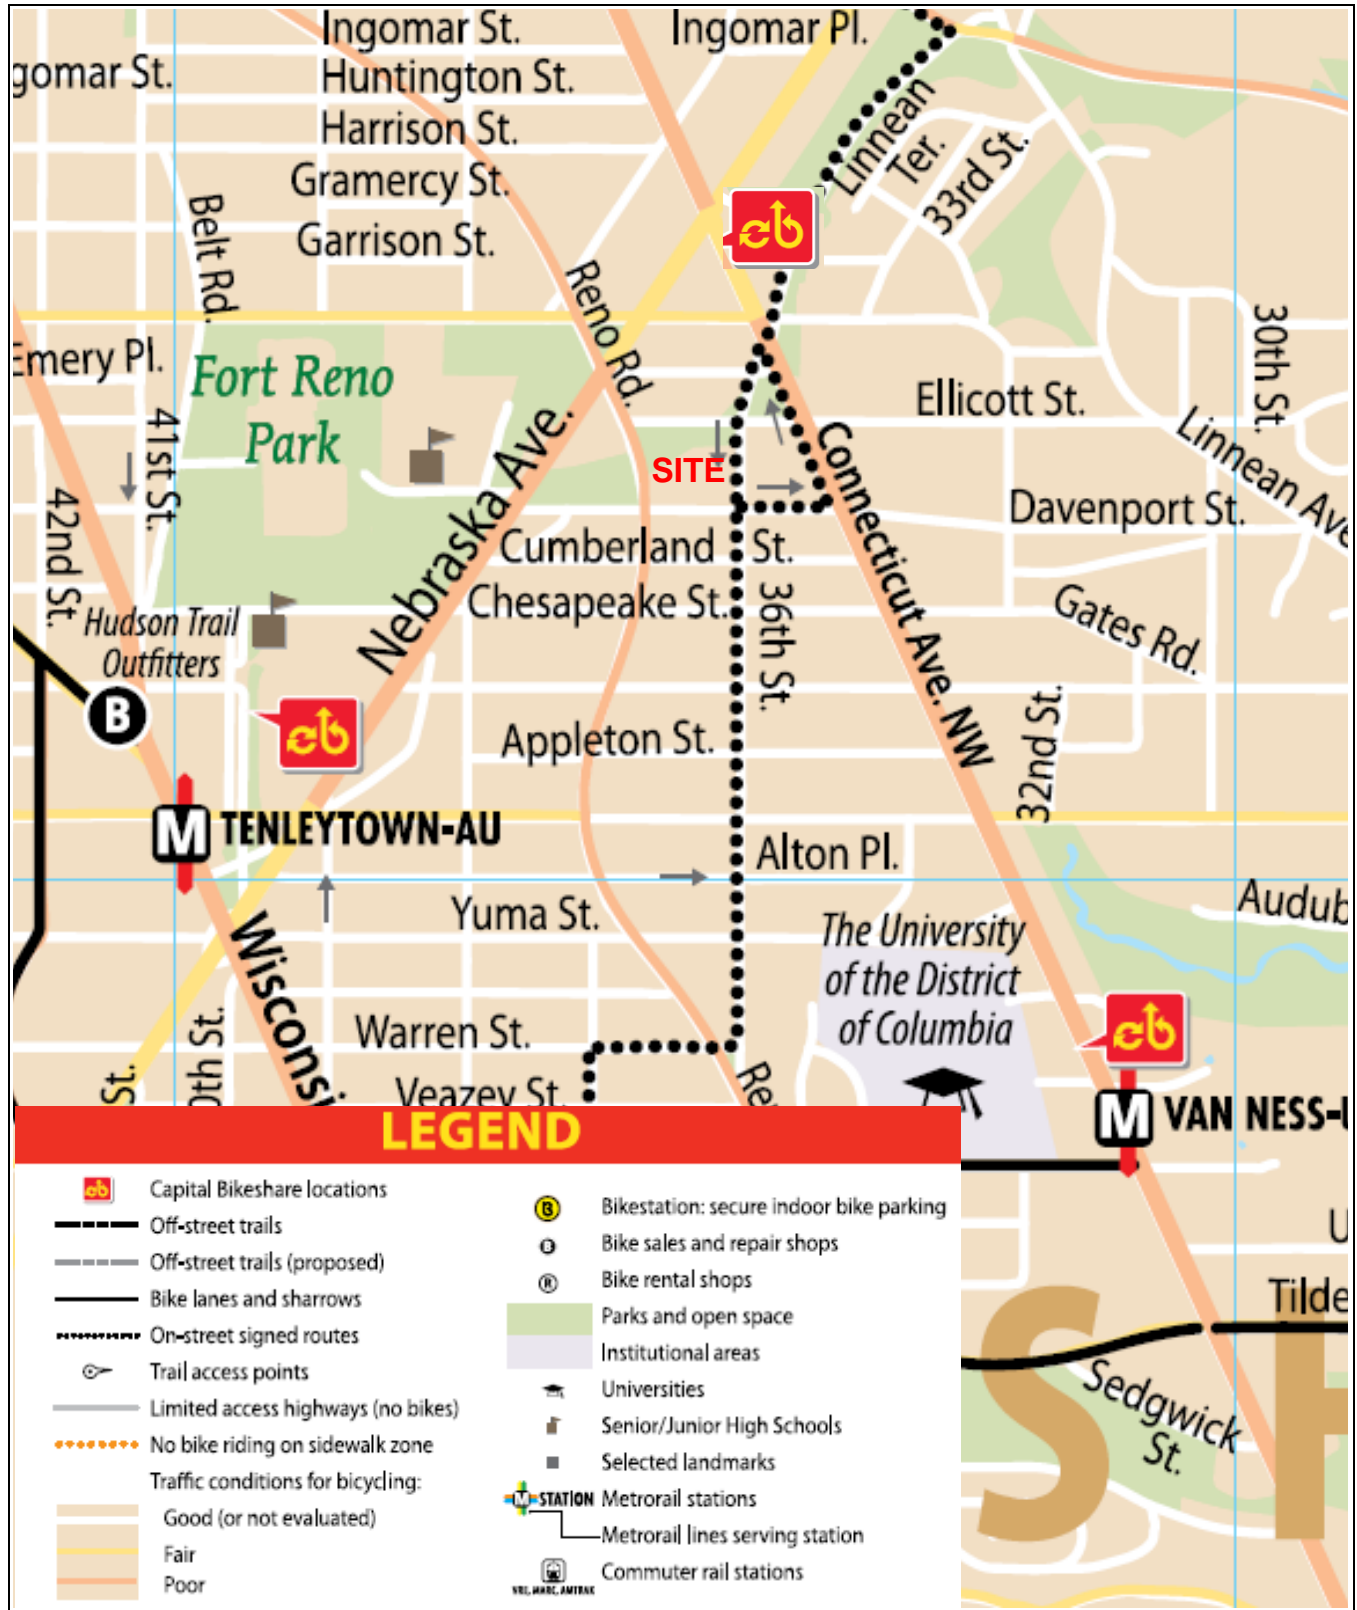 Ingomar St.
Ingomar Pl.
gomar St.
Huntington St.
Harrison St.
Linnean
Ter.
33rd St.
Gramercy St.
Belt Rd.
Garrison St.
Reno Rd.
30th St.
Emery Pl.
Fort Reno
Park
Ellicott St.
41st St.
Linnean Ave
Connecticut Ave. NW
SITE
42nd St.
Davenport St.
Nebraska Ave.
Cumberland St.
Chesapeake St.
36th St.
Gates Rd.
Hudson Trail
Outfitters
B
32nd St.
Appleton St.
M TENLEYTOWN-AU
Alton Pl.
Audub
Yuma St.
The University
of the District
of Columbia
Wisconsi
Warren St.
0th St.
St.
Veazey St.
Re
M VAN NESS-U
U
Tilde
Sedgwick
St.
S H
LEGEND
Capital Bikeshare locations
Off-street trails
Off-street trails (proposed)
Bike lanes and sharrows
On-street signed routes
Trail access points
Limited access highways (no bikes)
No bike riding on sidewalk zone
Traffic conditions for bicycling:
Good (or not evaluated)
Fair
Poor
B Bikestation: secure indoor bike parking
B Bike sales and repair shops
R Bike rental shops
Parks and open space
Institutional areas
Universities
Senior/Junior High Schools
Selected landmarks
M STATION Metrorail stations
Metrorail lines serving station
Commuter rail stations
VRE, MARC, AMTRAK